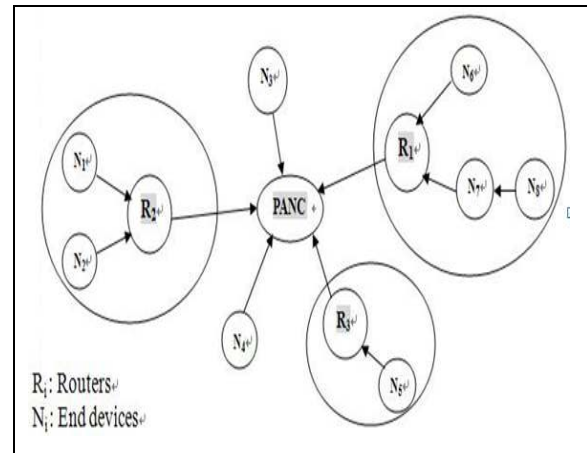 N3
N6
R1
N1
R2
PANC
N7
N8
N2
R3
N4
N5
Ri: Routers
Ni: End devices